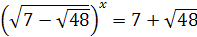 (√(7 − √48))ˣ = 7 + √48